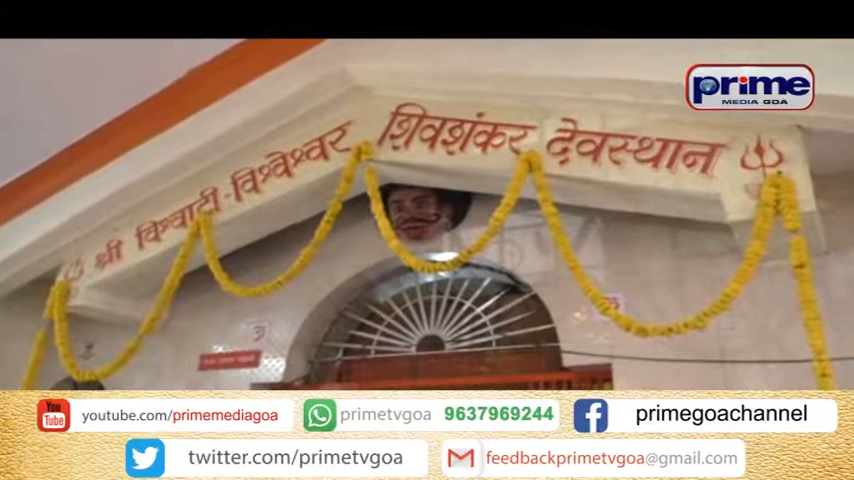 prime
MEDIA GOA
श्री विश्वाटी - विश्वेश्वर शिवशंकर देवस्थान
ॐ
youtube.com/primemediagoa
primetvgoa 9637969244
primegoachannel
twitter.com/primetvgoa
feedbackprimetvgoa@gmail.com